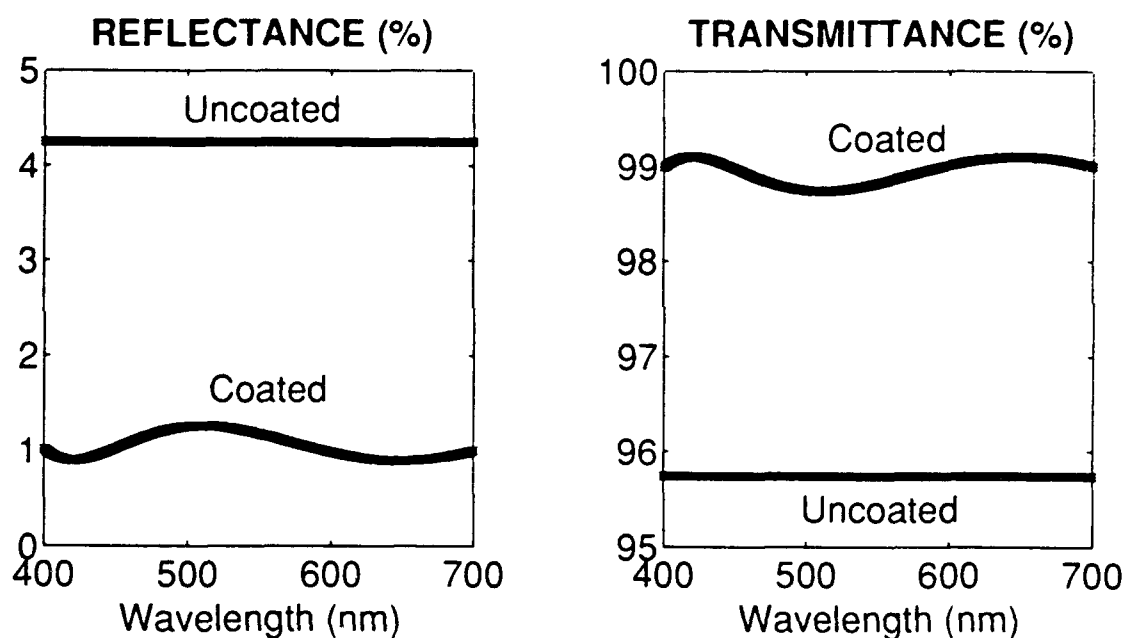 REFLECTANCE (%)
5
4
3
2
1
0
Uncoated
Coated
400 500 600 700
Wavelength (nm)
TRANSMITTANCE (%)
100
99
98
97
96
95
Coated
Uncoated
400 500 600 700
Wavelength (nm)